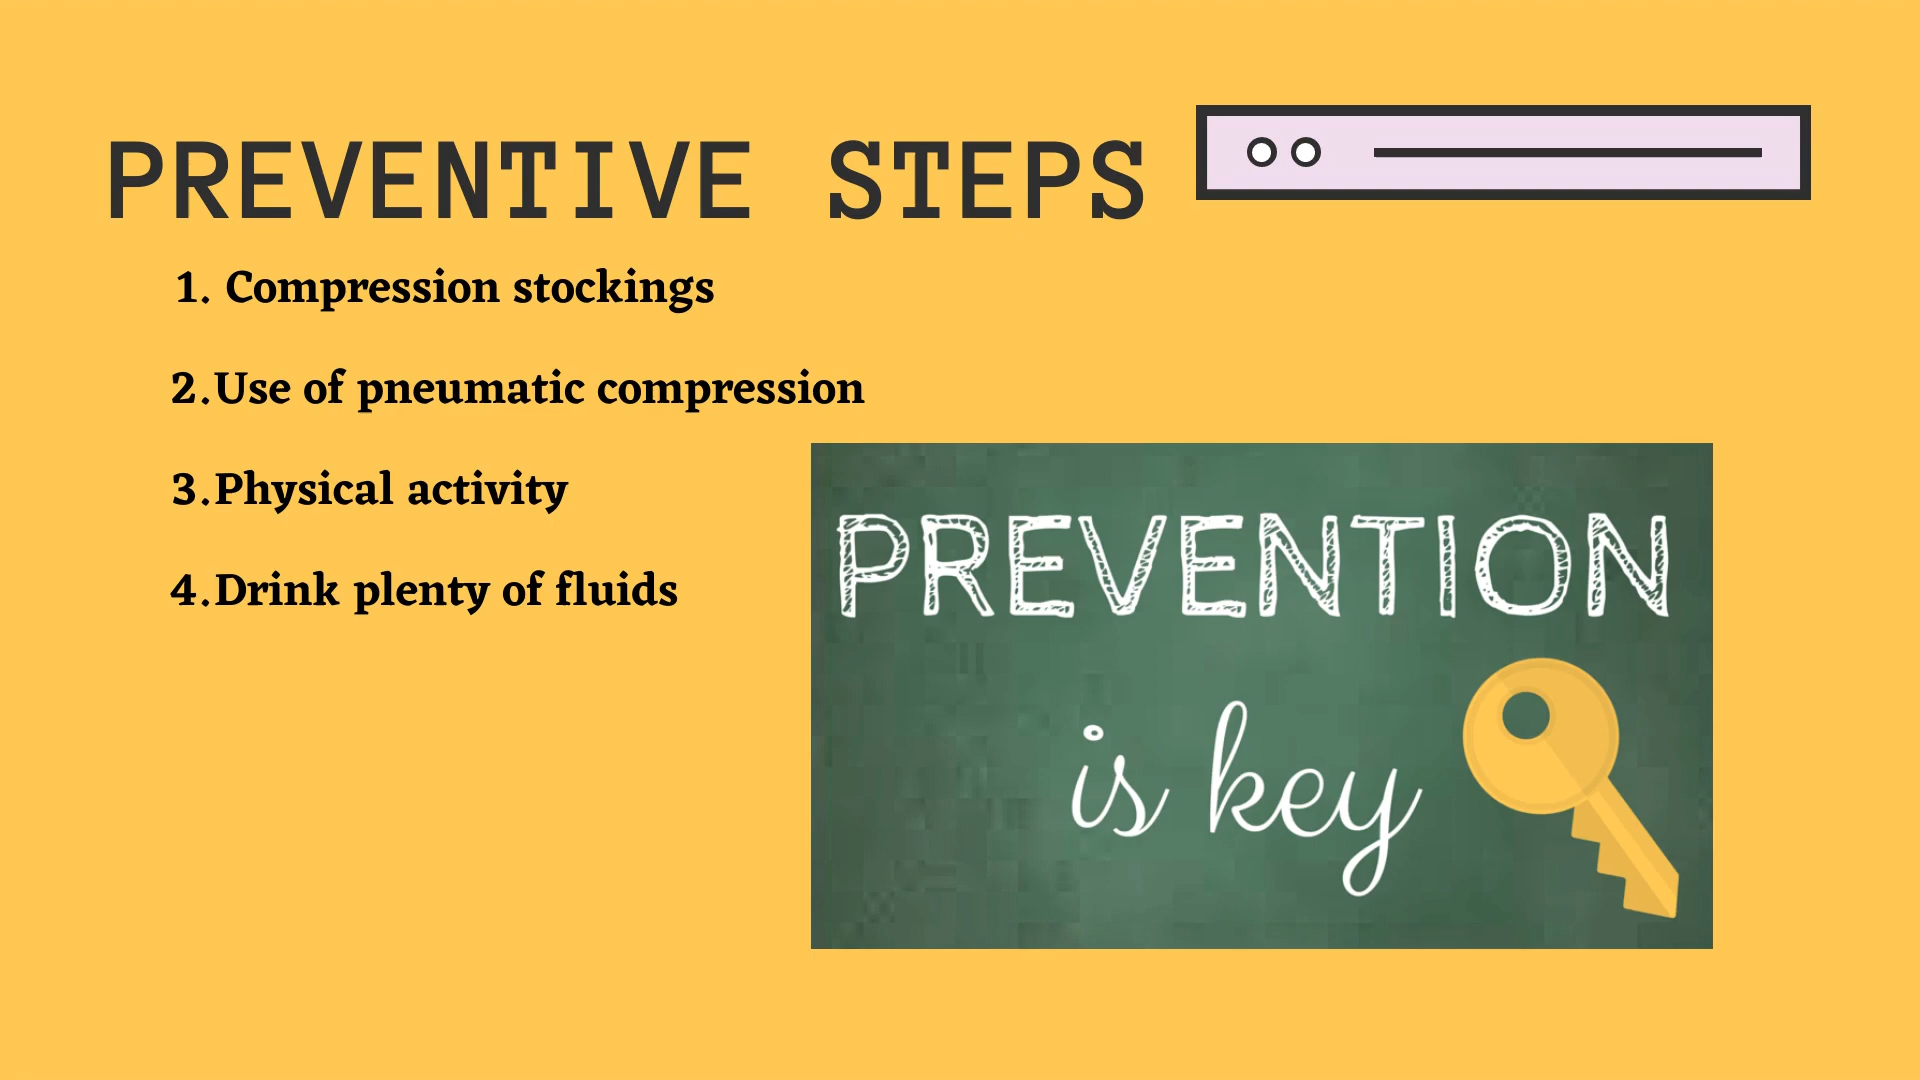 PREVENTIVE STEPS
1. Compression stockings
2.Use of pneumatic compression
3.Physical activity
4.Drink plenty of fluids
PREVENTION
is key